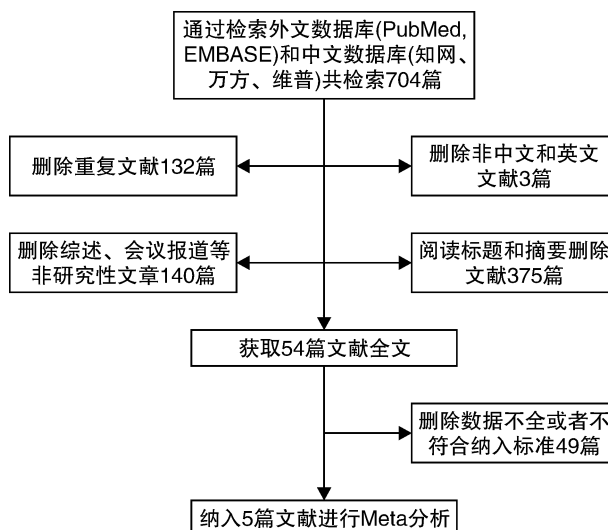 通过检索外文数据库(PubMed,
EMBASE)和中文数据库(知网、
万方、维普)共检索704篇
删除重复文献132篇
删除非中文和英文
文献3篇
删除综述、会议报道等
非研究性文章140篇
阅读标题和摘要删除
文献375篇
获取54篇文献全文
删除数据不全或者不
符合纳入标准49篇
纳入5篇文献进行Meta分析